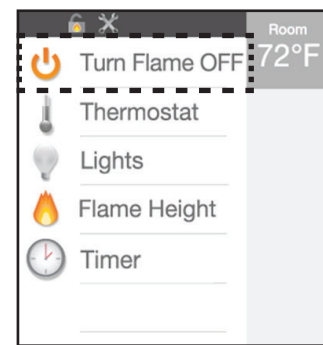 Room
72°F
Turn Flame OFF
Thermostat
Lights
Flame Height
Timer